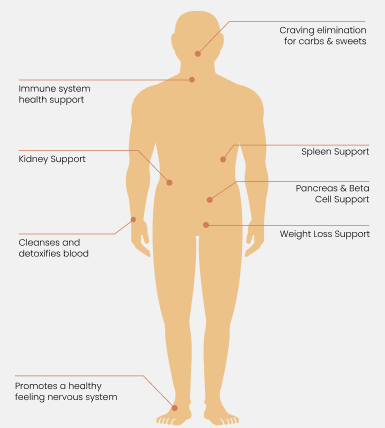 Craving elimination
for carbs & sweets
Immune system
health support
Kidney Support
Spleen Support
Pancreas & Beta
Cell Support
Weight Loss Support
Cleanses and
detoxifies blood
Promotes a healthy
feeling nervous system